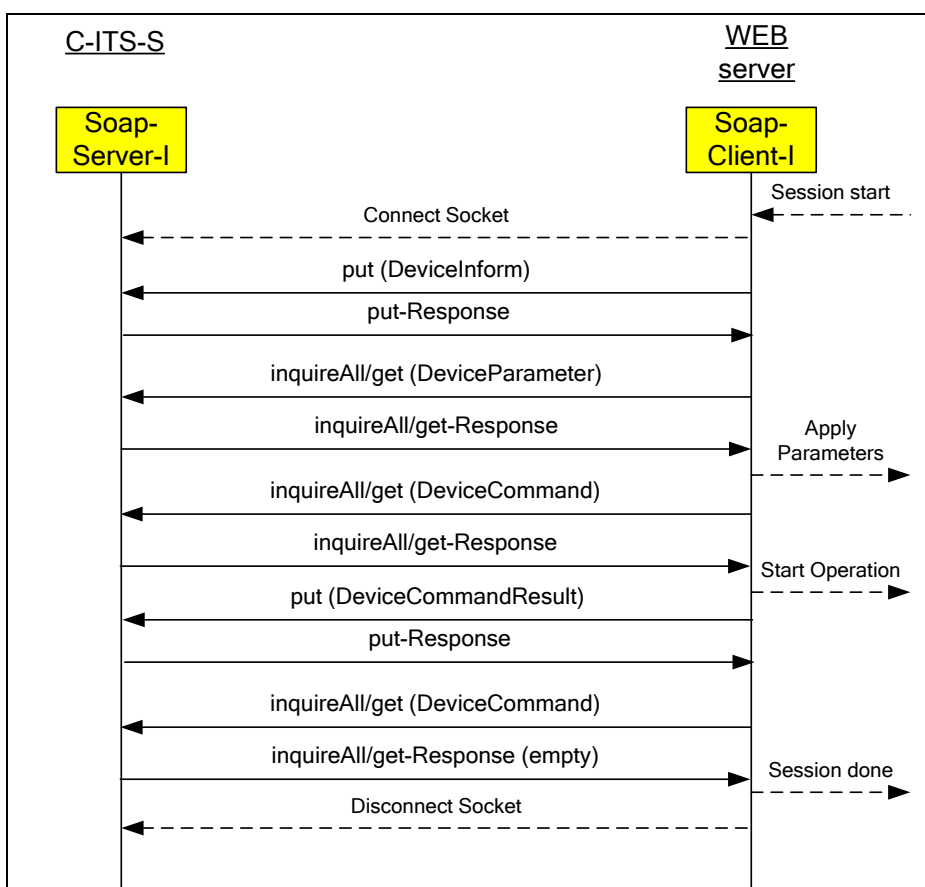 C-ITS-S
WEB
server
Soap-
Server-I
Soap-
Client-I
Session start
Connect Socket
put (DeviceInform)
put-Response
inquireAll/get (DeviceParameter)
inquireAll/get-Response
Apply
Parameters
inquireAll/get (DeviceCommand)
inquireAll/get-Response
Start Operation
put (DeviceCommandResult)
put-Response
inquireAll/get (DeviceCommand)
inquireAll/get-Response (empty)
Session done
Disconnect Socket